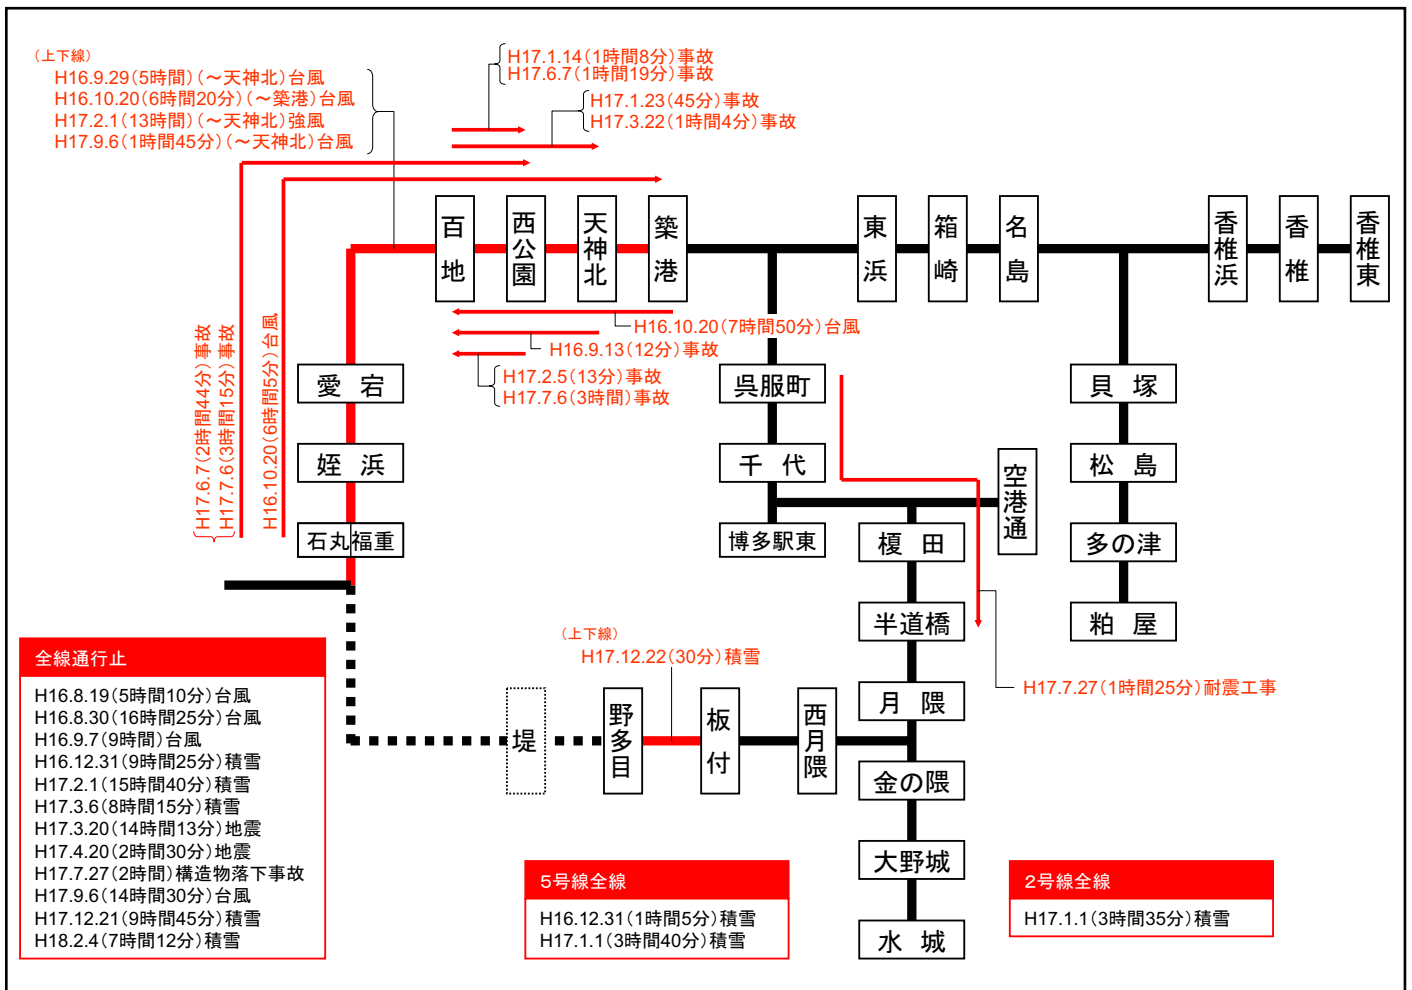 (上下線)
H16.9.29(5時間)(～天神北)台風
H16.10.20(6時間20分)(～築港)台風
H17.2.1(13時間)(～天神北)強風
H17.9.6(1時間45分)(～天神北)台風
H17.1.14(1時間8分)事故
H17.6.7(1時間19分)事故
H17.1.23(45分)事故
H17.3.22(1時間4分)事故
百地
西公園
天神北
築港
東浜
箱崎
名島
香椎浜
香椎
香椎東
H16.10.20(7時間50分)台風
H16.9.13(12分)事故
H17.2.5(13分)事故
H17.7.6(3時間)事故
H17.6.7(2時間44分)事故
H17.7.6(3時間15分)事故
H16.10.20(6時間5分)台風
愛宕
姪浜
石丸福重
呉服町
千代
博多駅東
空港通
榎田
半道橋
月隈
金の隈
大野城
水城
貝塚
松島
多の津
粕屋
H17.7.27(1時間25分)耐震工事
(上下線)
H17.12.22(30分)積雪
堤
野多目
板付
西月隈
全線通行止
H16.8.19(5時間10分)台風
H16.8.30(16時間25分)台風
H16.9.7(9時間)台風
H16.12.31(9時間25分)積雪
H17.2.1(15時間40分)積雪
H17.3.6(8時間15分)積雪
H17.3.20(14時間13分)地震
H17.4.20(2時間30分)地震
H17.7.27(2時間)構造物落下事故
H17.9.6(14時間30分)台風
H17.12.21(9時間45分)積雪
H18.2.4(7時間12分)積雪
5号線全線
H16.12.31(1時間5分)積雪
H17.1.1(3時間40分)積雪
2号線全線
H17.1.1(3時間35分)積雪